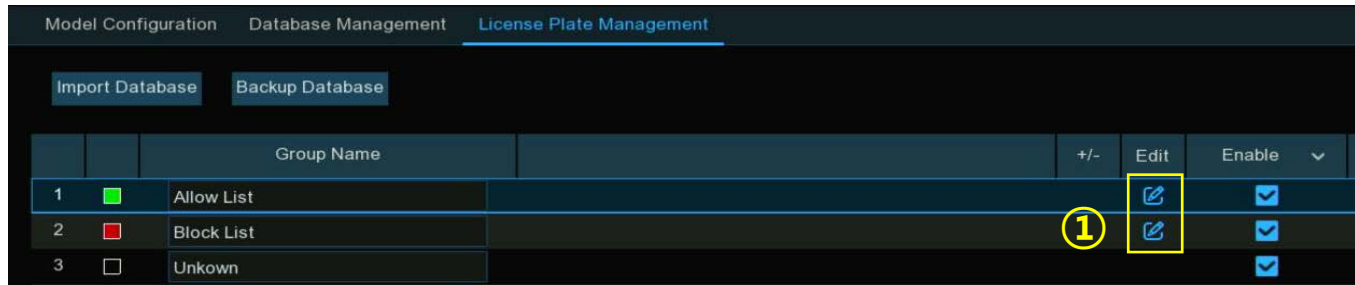 Model Configuration Database Management License Plate Management
Import Database Backup Database
Group Name +/- Edit Enable
1 Allow List
① 
2 Block List
3 Unkown